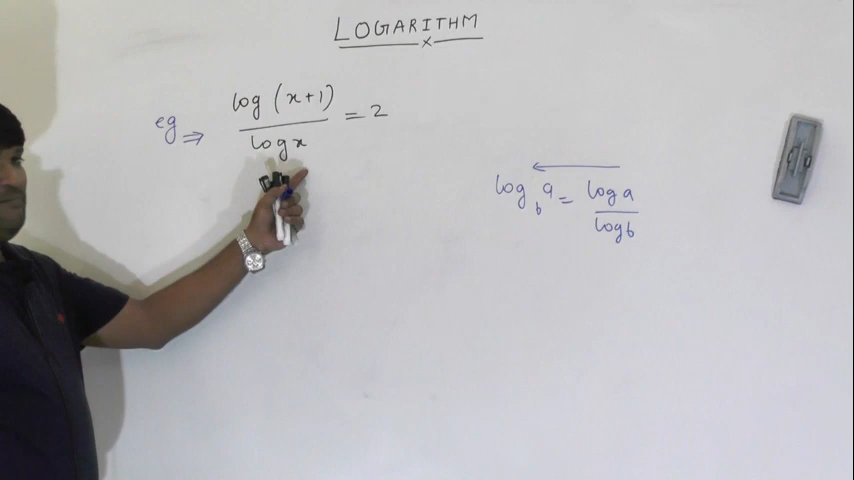 LOGARITHM
x
eg ⇒ log (x+1) / log x = 2
log_b a = log a / log b